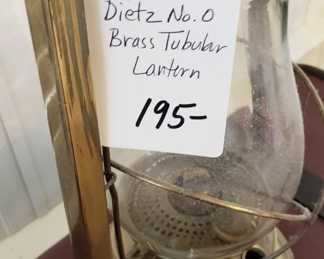 Dietz No. 0
Brass Tubular
Lantern
195-